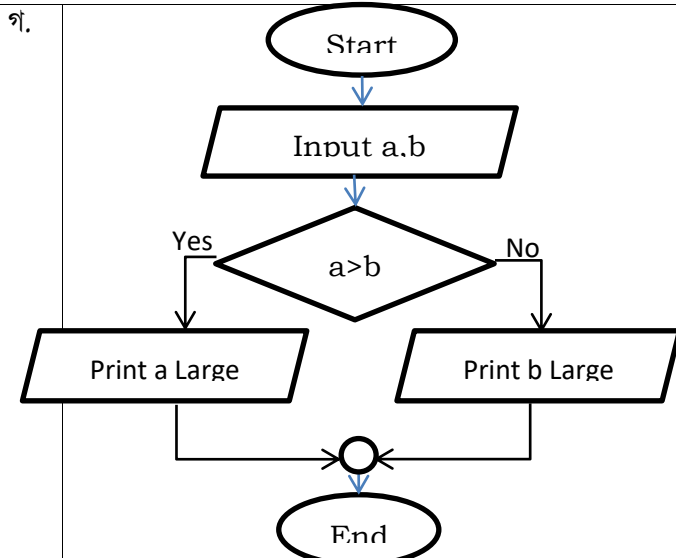 গ.
Start
Input a,b
Yes
No
a>b
Print a Large
Print b Large
End